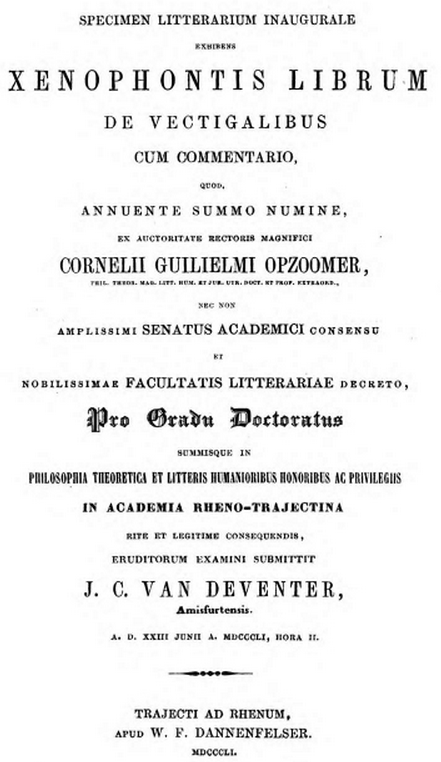 SPECIMEN LITTERARIUM INAUGURALE
EXHIBENS
XENOPHONTIS LIBRUM
DE VECTIGALIBUS
CUM COMMENTARIO,
QUOD,
ANNUENTE SUMMO NUMINE,
EX AUCTORITATE RECTORIS MAGNIFICI
CORNELII GUILIELMI OPZOOMER,
PHIL. THEOR. MAG. LITT. HUM. ET JUR. UTR. DOCT. ET PROF. EXTRAORD.,
NEC NON
AMPLISSIMI SENATUS ACADEMICI CONSENSU
ET
NOBILISSIMAE FACULTATIS LITTERARIAE DECRETO,
Pro Gradu Doctoratus
SUMMISQUE IN
PHILOSOPHIA THEORETICA ET LITTERIS HUMANIORIBUS HONORIBUS AC PRIVILEGIIS
IN ACADEMIA RHENO-TRAJECTINA
RITE ET LEGITIME CONSEQUENDIS,
ERUDITORUM EXAMINI SUBMITTIT
J. C. VAN DEVENTER,
Amisfurtensis.
A. D. XXIII JUNII A. MDCCCLI, HORA II.
TRAJECTI AD RHENUM,
APUD W. F. DANNENFELSER.
MDCCCLI.